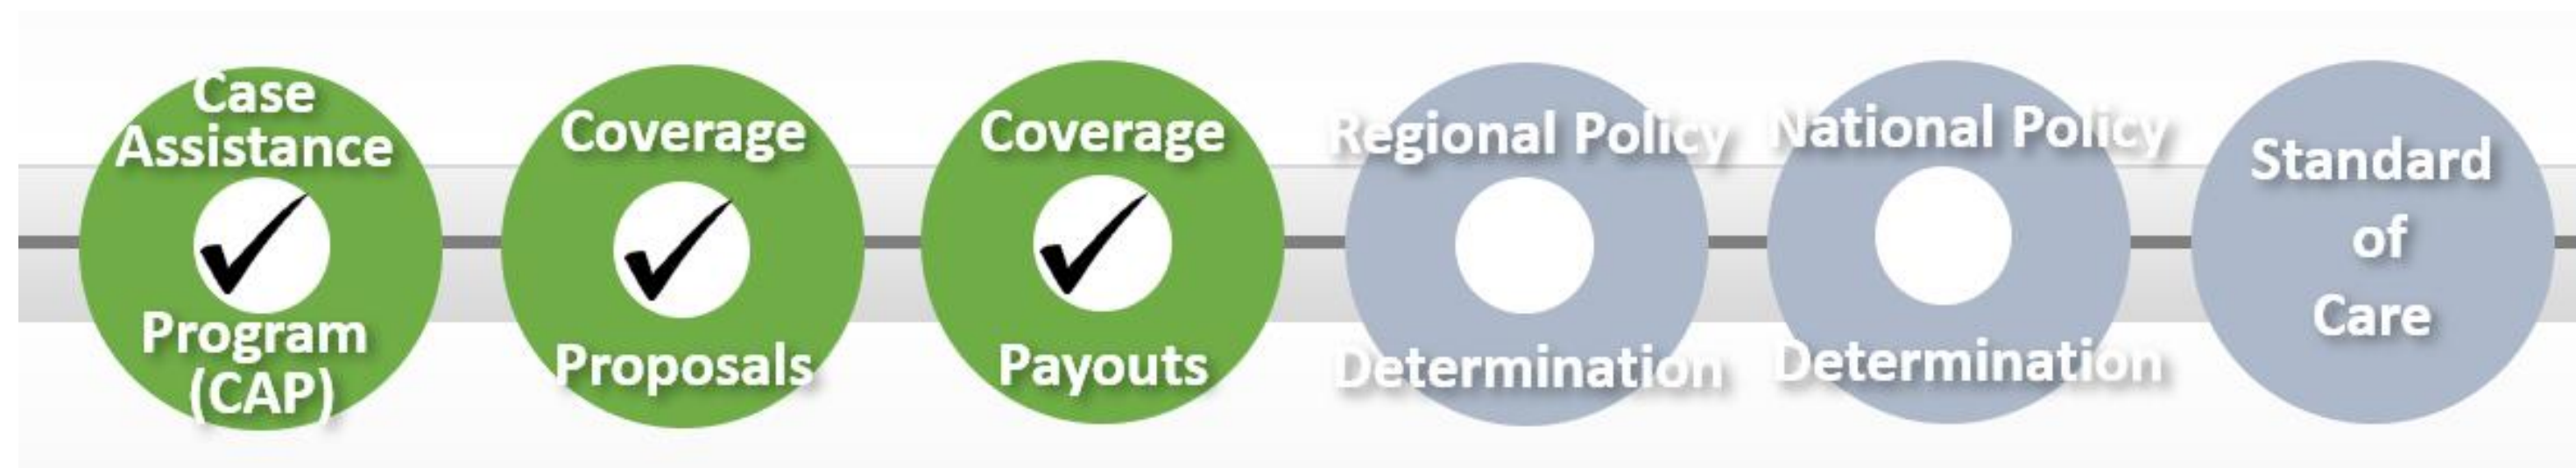 Case
Assistance
Program
(CAP)
Coverage
Proposals
Coverage
Payouts
Regional Policy
Determination
National Policy
Determination
Standard
of
Care